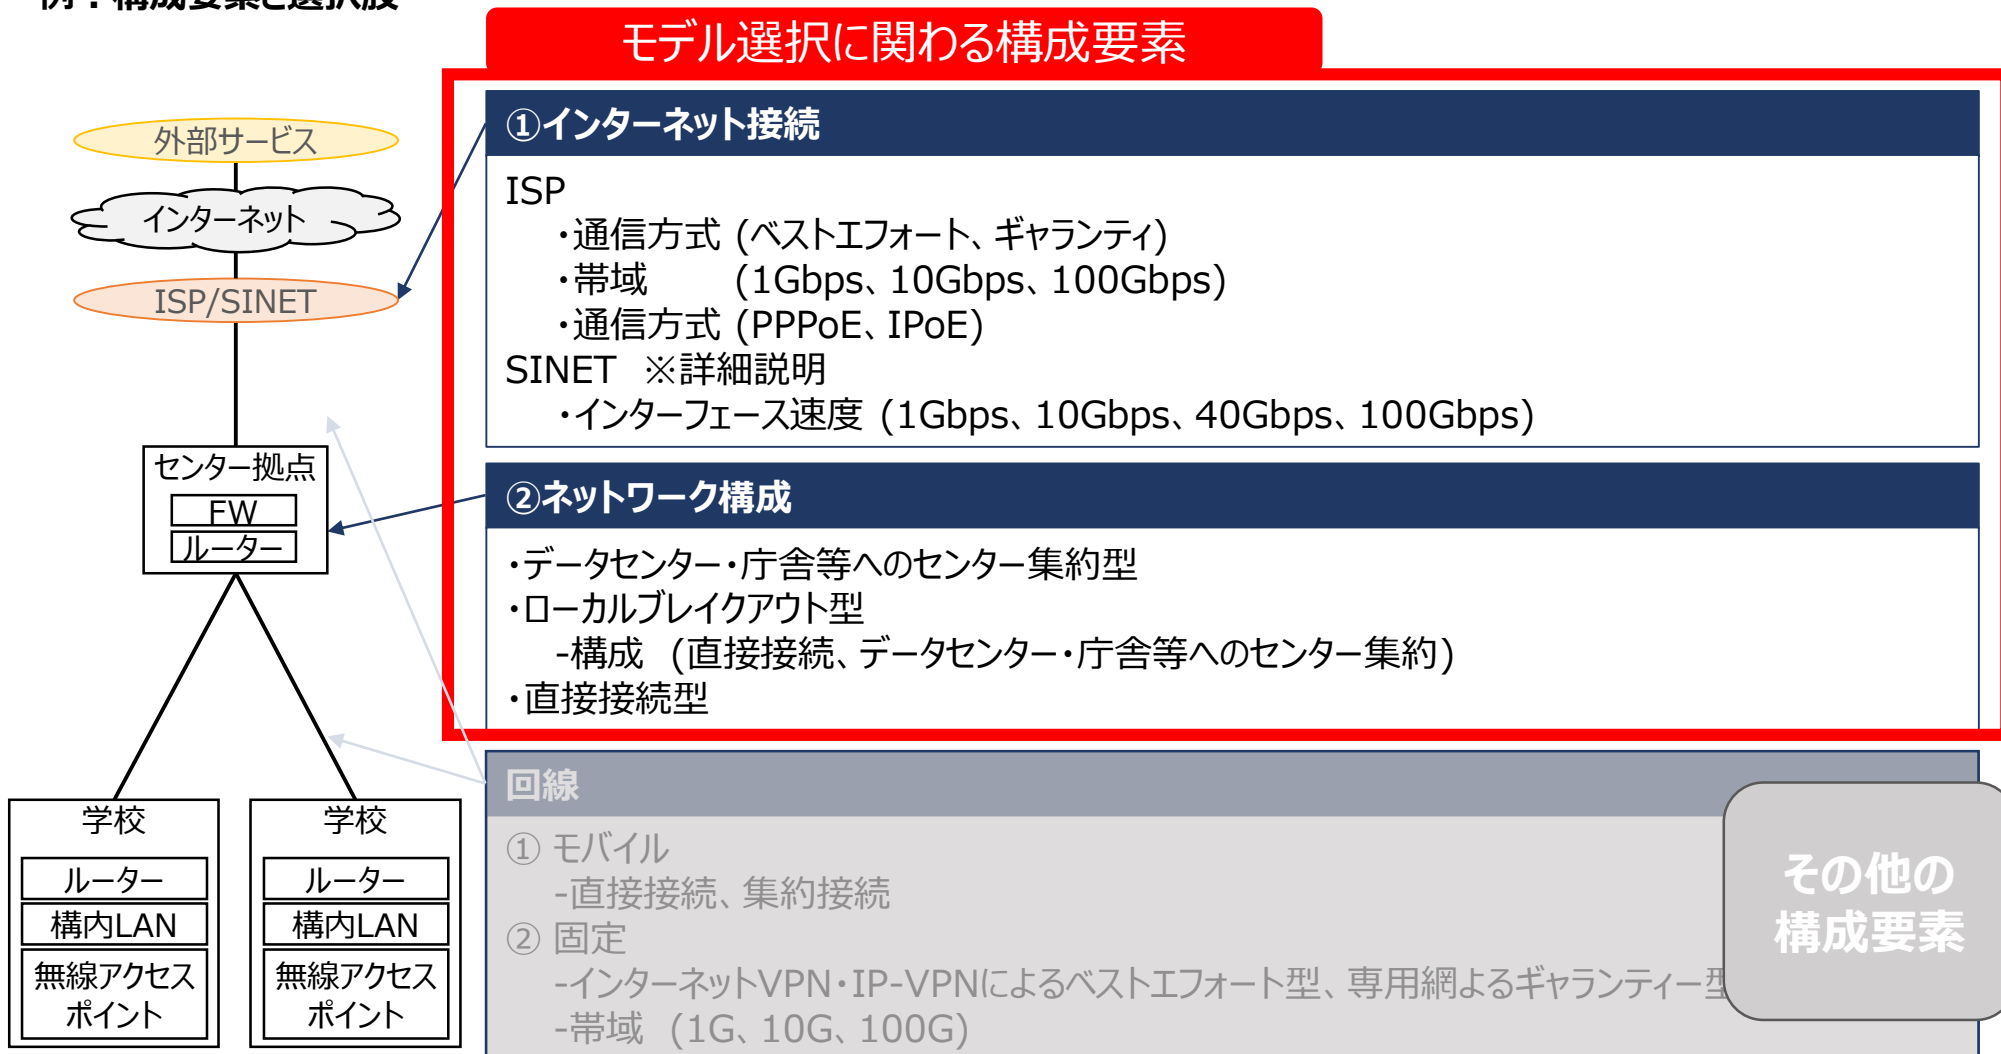 例：構成要素と選択肢
モデル選択に関わる構成要素
外部サービス
インターネット
ISP/SINET
センター拠点
FW
ルーター
学校
ルーター
構内LAN
無線アクセス
ポイント
学校
ルーター
構内LAN
無線アクセス
ポイント
①インターネット接続
ISP
・通信方式 (ベストエフォート、ギャランティ)
・帯域　　(1Gbps、10Gbps、100Gbps)
・通信方式 (PPPoE、IPoE)
SINET　※詳細説明
・インターフェース速度 (1Gbps、10Gbps、40Gbps、100Gbps)
②ネットワーク構成
・データセンター・庁舎等へのセンター集約型
・ローカルブレイクアウト型
-構成　(直接接続、データセンター・庁舎等へのセンター集約)
・直接接続型
回線
① モバイル
-直接接続、集約接続
② 固定
-インターネットVPN・IP-VPNによるベストエフォート型、専用網よるギャランティー型
-帯域　(1G、10G、100G)
その他の
構成要素